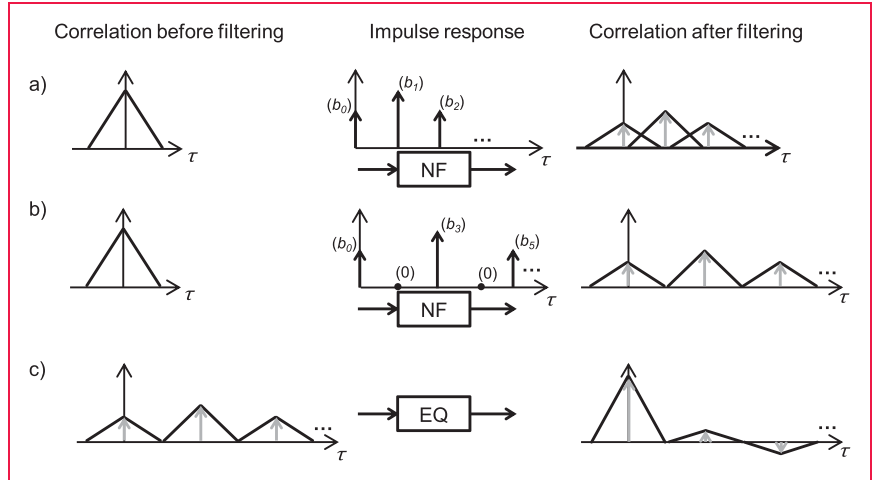 Correlation before filtering Impulse response Correlation after filtering
a)
(b₀) (b₁) (b₂) ... ...
τ τ τ
NF
b)
(b₀) (0) (b₃) (0) (b₅) ... ...
τ τ τ
NF
c)
... ...
EQ
τ τ